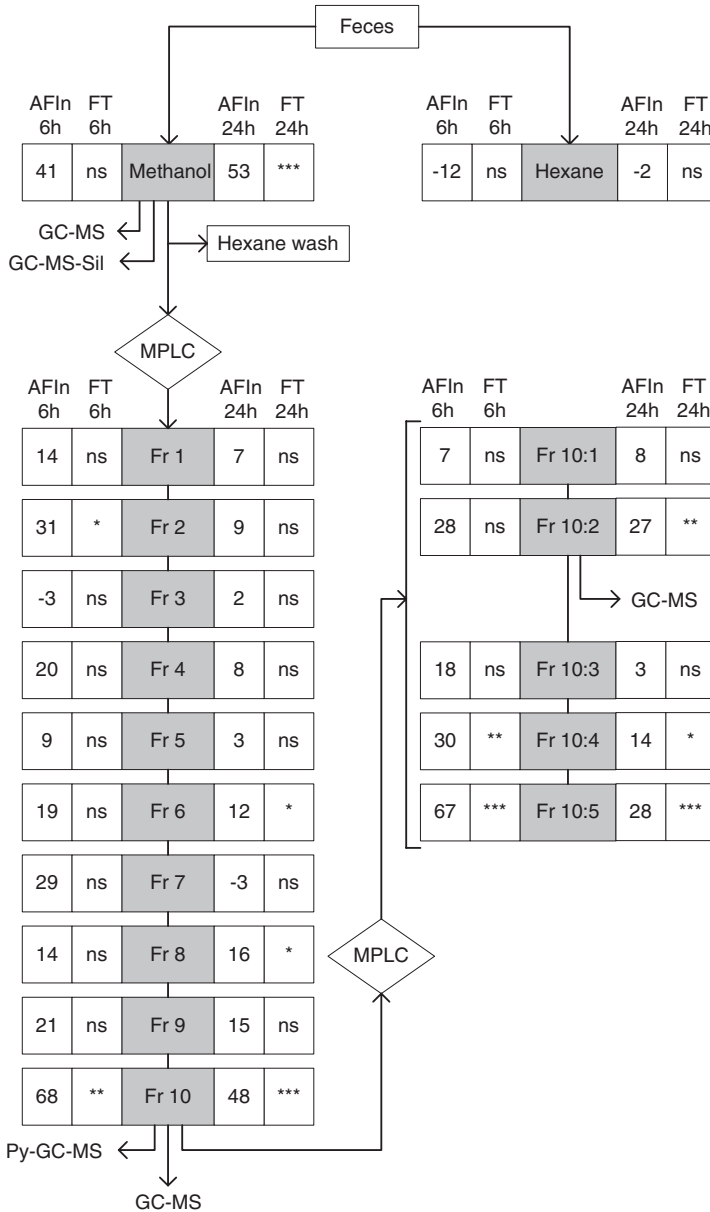 Feces
AFIn 6h FT 6h AFIn 24h FT 24h
41 ns Methanol 53 ***
AFIn 6h FT 6h AFIn 24h FT 24h
-12 ns Hexane -2 ns
GC-MS
GC-MS-Sil
Hexane wash
MPLC
AFIn 6h FT 6h AFIn 24h FT 24h
14 ns Fr 1 7 ns
31 * Fr 2 9 ns
-3 ns Fr 3 2 ns
20 ns Fr 4 8 ns
9 ns Fr 5 3 ns
19 ns Fr 6 12 *
29 ns Fr 7 -3 ns
14 ns Fr 8 16 *
21 ns Fr 9 15 ns
68 ** Fr 10 48 ***
Py-GC-MS
GC-MS
MPLC
AFIn 6h FT 6h AFIn 24h FT 24h
7 ns Fr 10:1 8 ns
28 ns Fr 10:2 27 **
GC-MS
18 ns Fr 10:3 3 ns
30 ** Fr 10:4 14 *
67 *** Fr 10:5 28 ***